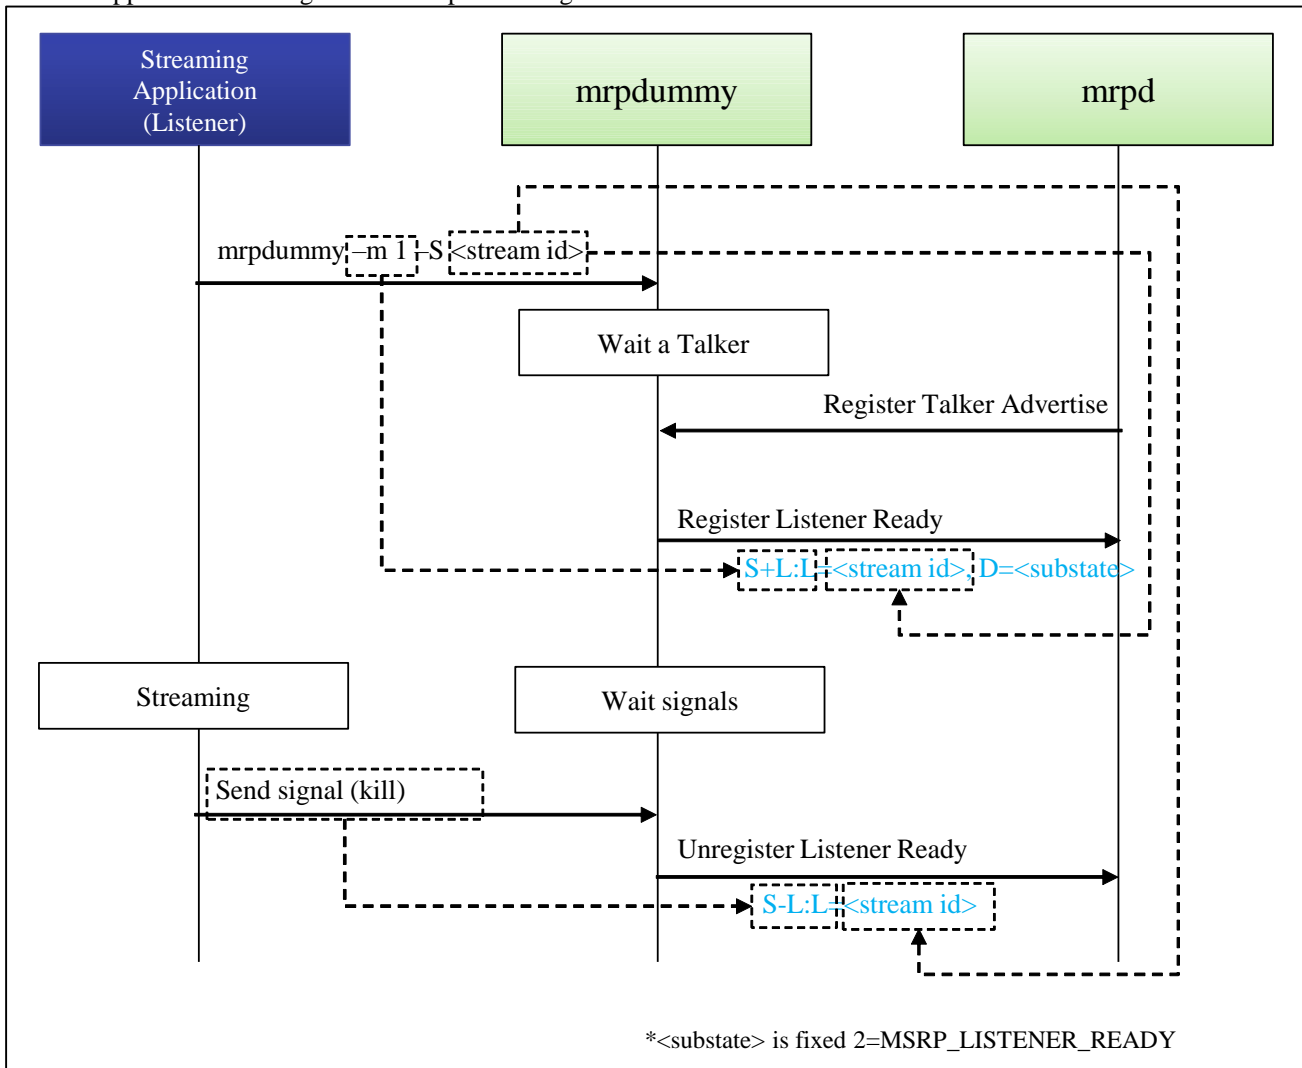 Streaming
Application
(Listener)
mrpdummy
mrpd
mrpdummy –m 1 –S <stream id>
Wait a Talker
Register Talker Advertise
Register Listener Ready
S+L:L=<stream id>, D=<substate>
Streaming
Wait signals
Send signal (kill)
Unregister Listener Ready
S-L:L=<stream id>
*<substate> is fixed 2=MSRP_LISTENER_READY